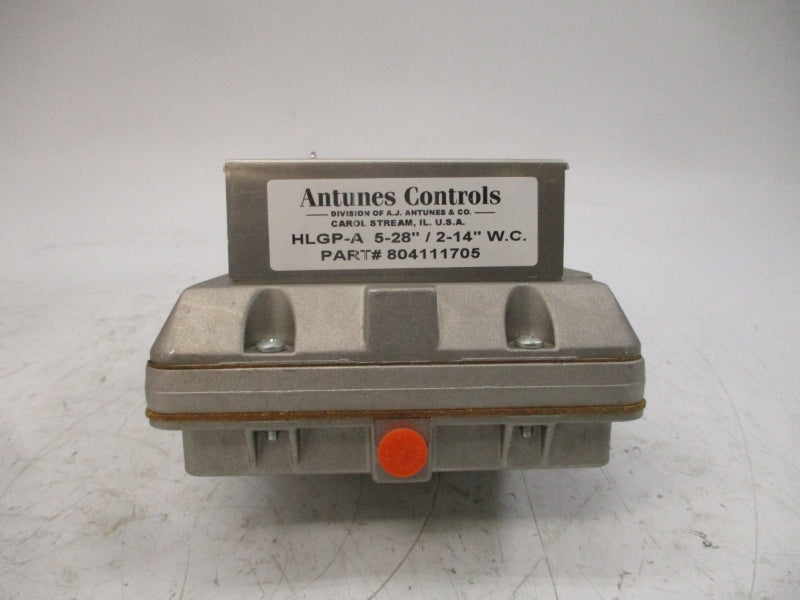 Antunes Controls
DIVISION OF A.J. ANTUNES & CO.
CAROL STREAM, IL. U.S.A.
HLGP-A 5-28" / 2-14" W.C.
PART# 804111705